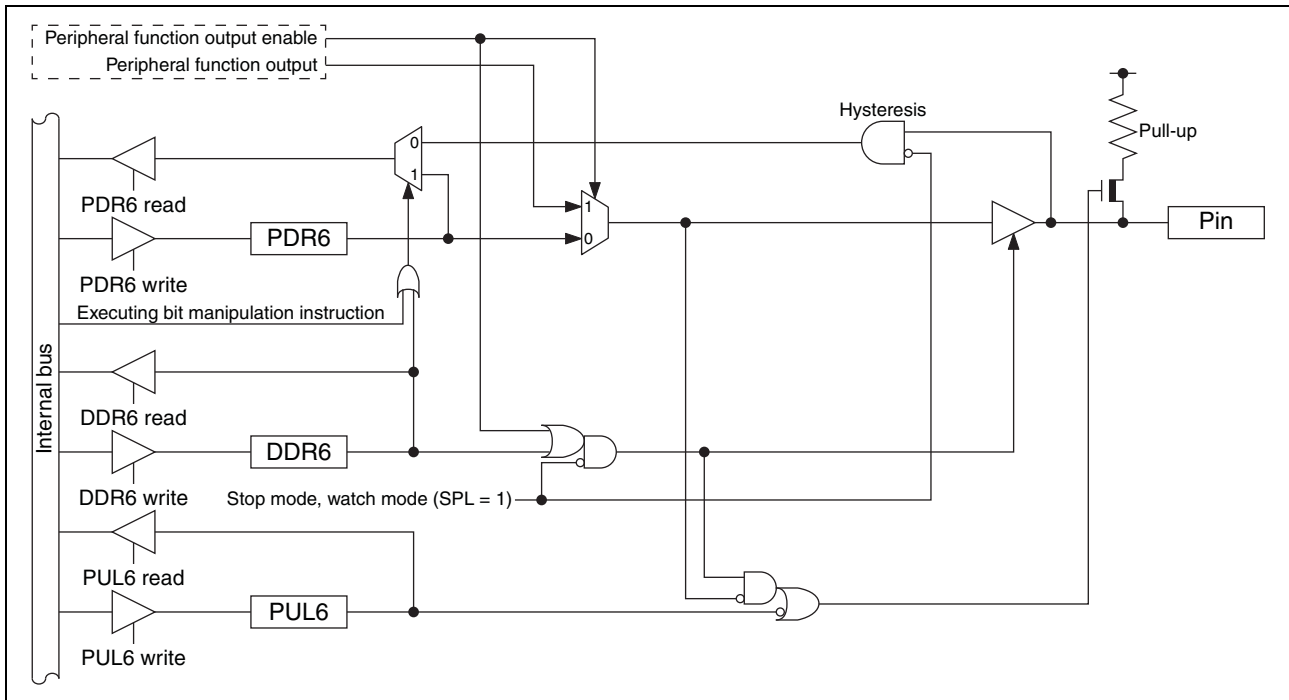 Peripheral function output enable
Peripheral function output
Hysteresis
Pull-up
0
1
PDR6 read
1
0
PDR6
Pin
PDR6 write
Executing bit manipulation instruction
Internal bus
DDR6 read
DDR6
DDR6 write
Stop mode, watch mode (SPL = 1)
PUL6 read
PUL6
PUL6 write